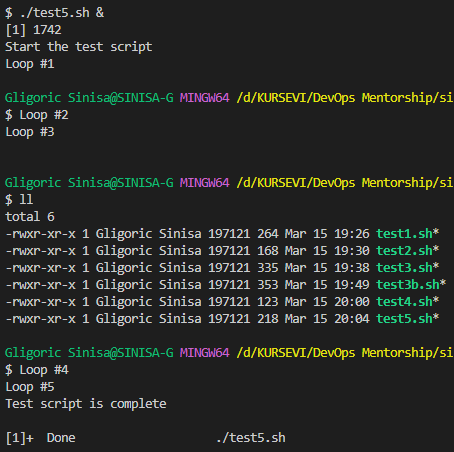 $ ./test5.sh &
[1] 1742
Start the test script
Loop #1
Gligoric Sinisa@SINISA-G MINGW64 /d/KURSEVI/DevOps Mentorship/si
$ Loop #2
Loop #3
Gligoric Sinisa@SINISA-G MINGW64 /d/KURSEVI/DevOps Mentorship/si
$ ll
total 6
-rwxr-xr-x 1 Gligoric Sinisa 197121 264 Mar 15 19:26 test1.sh*
-rwxr-xr-x 1 Gligoric Sinisa 197121 168 Mar 15 19:30 test2.sh*
-rwxr-xr-x 1 Gligoric Sinisa 197121 335 Mar 15 19:38 test3.sh*
-rwxr-xr-x 1 Gligoric Sinisa 197121 353 Mar 15 19:49 test3b.sh*
-rwxr-xr-x 1 Gligoric Sinisa 197121 123 Mar 15 20:00 test4.sh*
-rwxr-xr-x 1 Gligoric Sinisa 197121 218 Mar 15 20:04 test5.sh*
Gligoric Sinisa@SINISA-G MINGW64 /d/KURSEVI/DevOps Mentorship/si
$ Loop #4
Loop #5
Test script is complete
[1]+  Done                    ./test5.sh